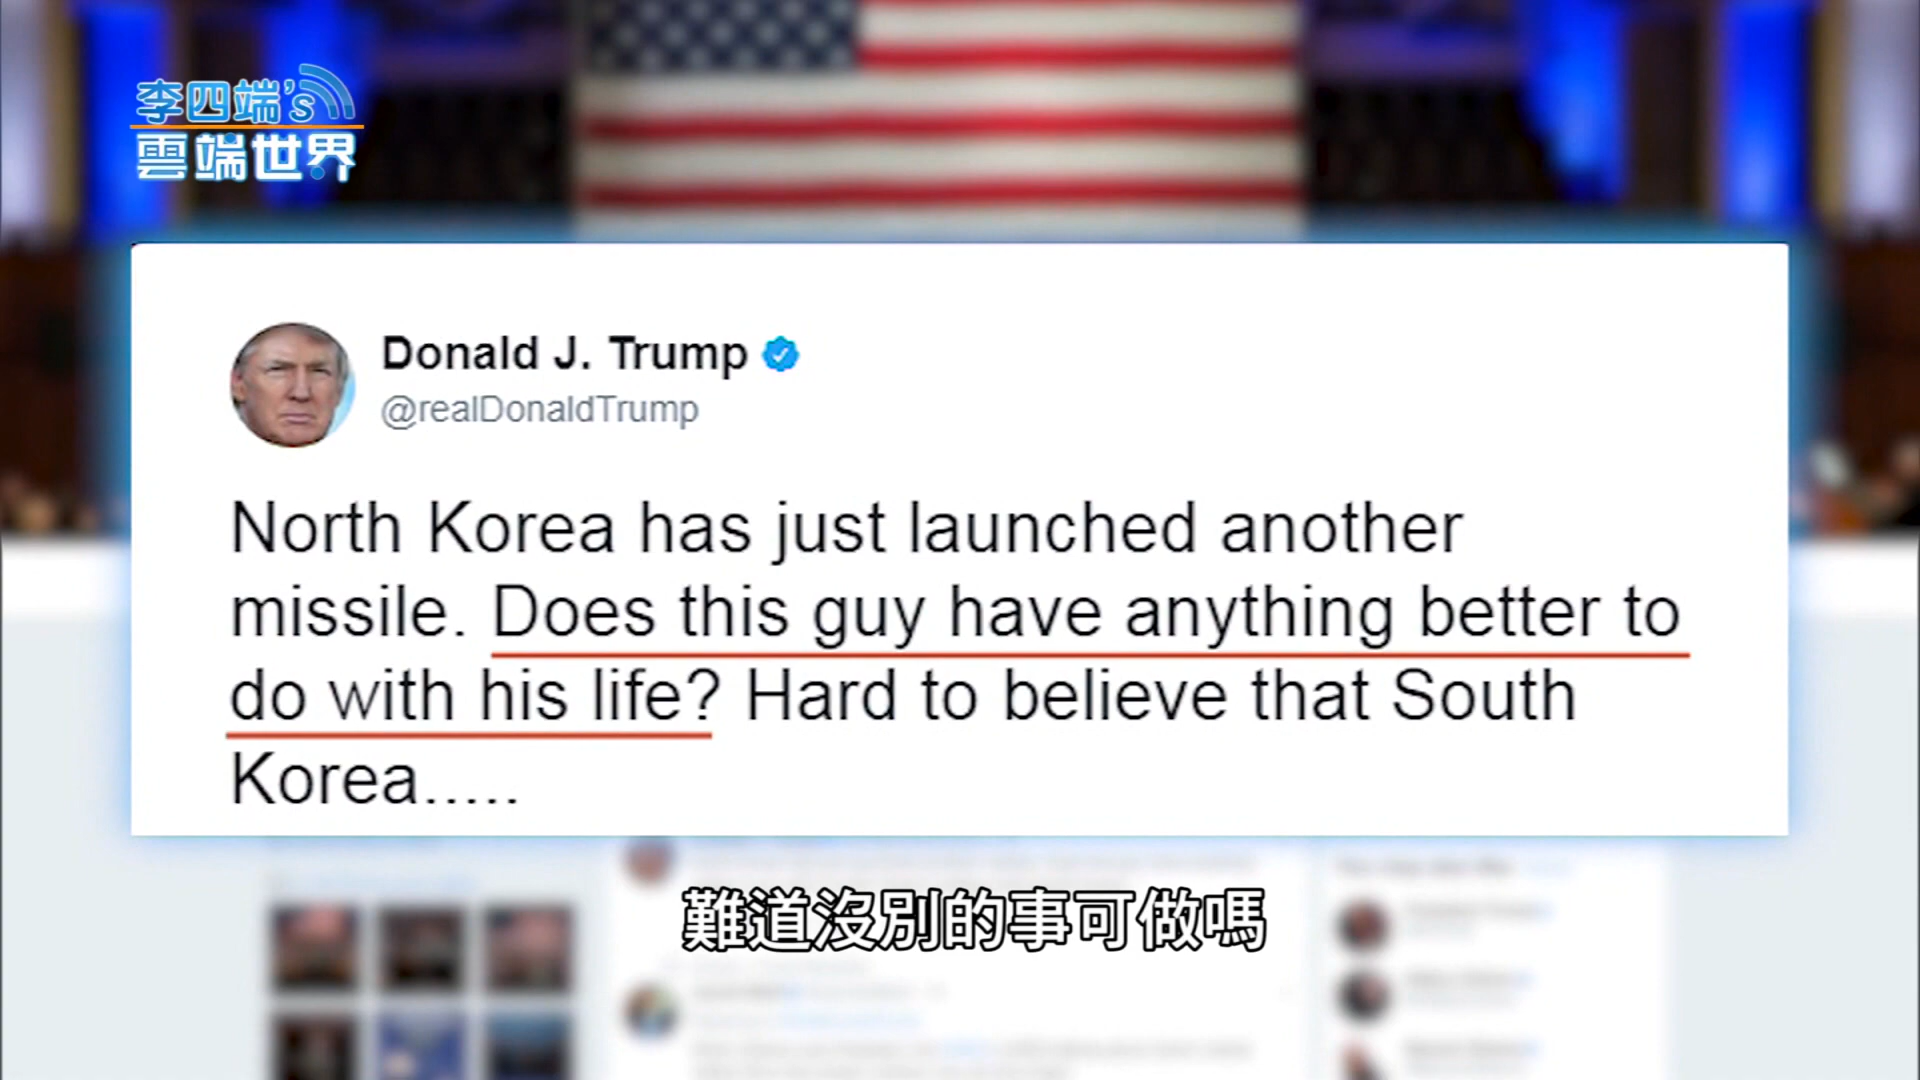 李四端's
雲端世界
Donald J. Trump
@realDonaldTrump
North Korea has just launched another
missile. Does this guy have anything better to
do with his life? Hard to believe that South
Korea.....
難道沒別的事可做嗎